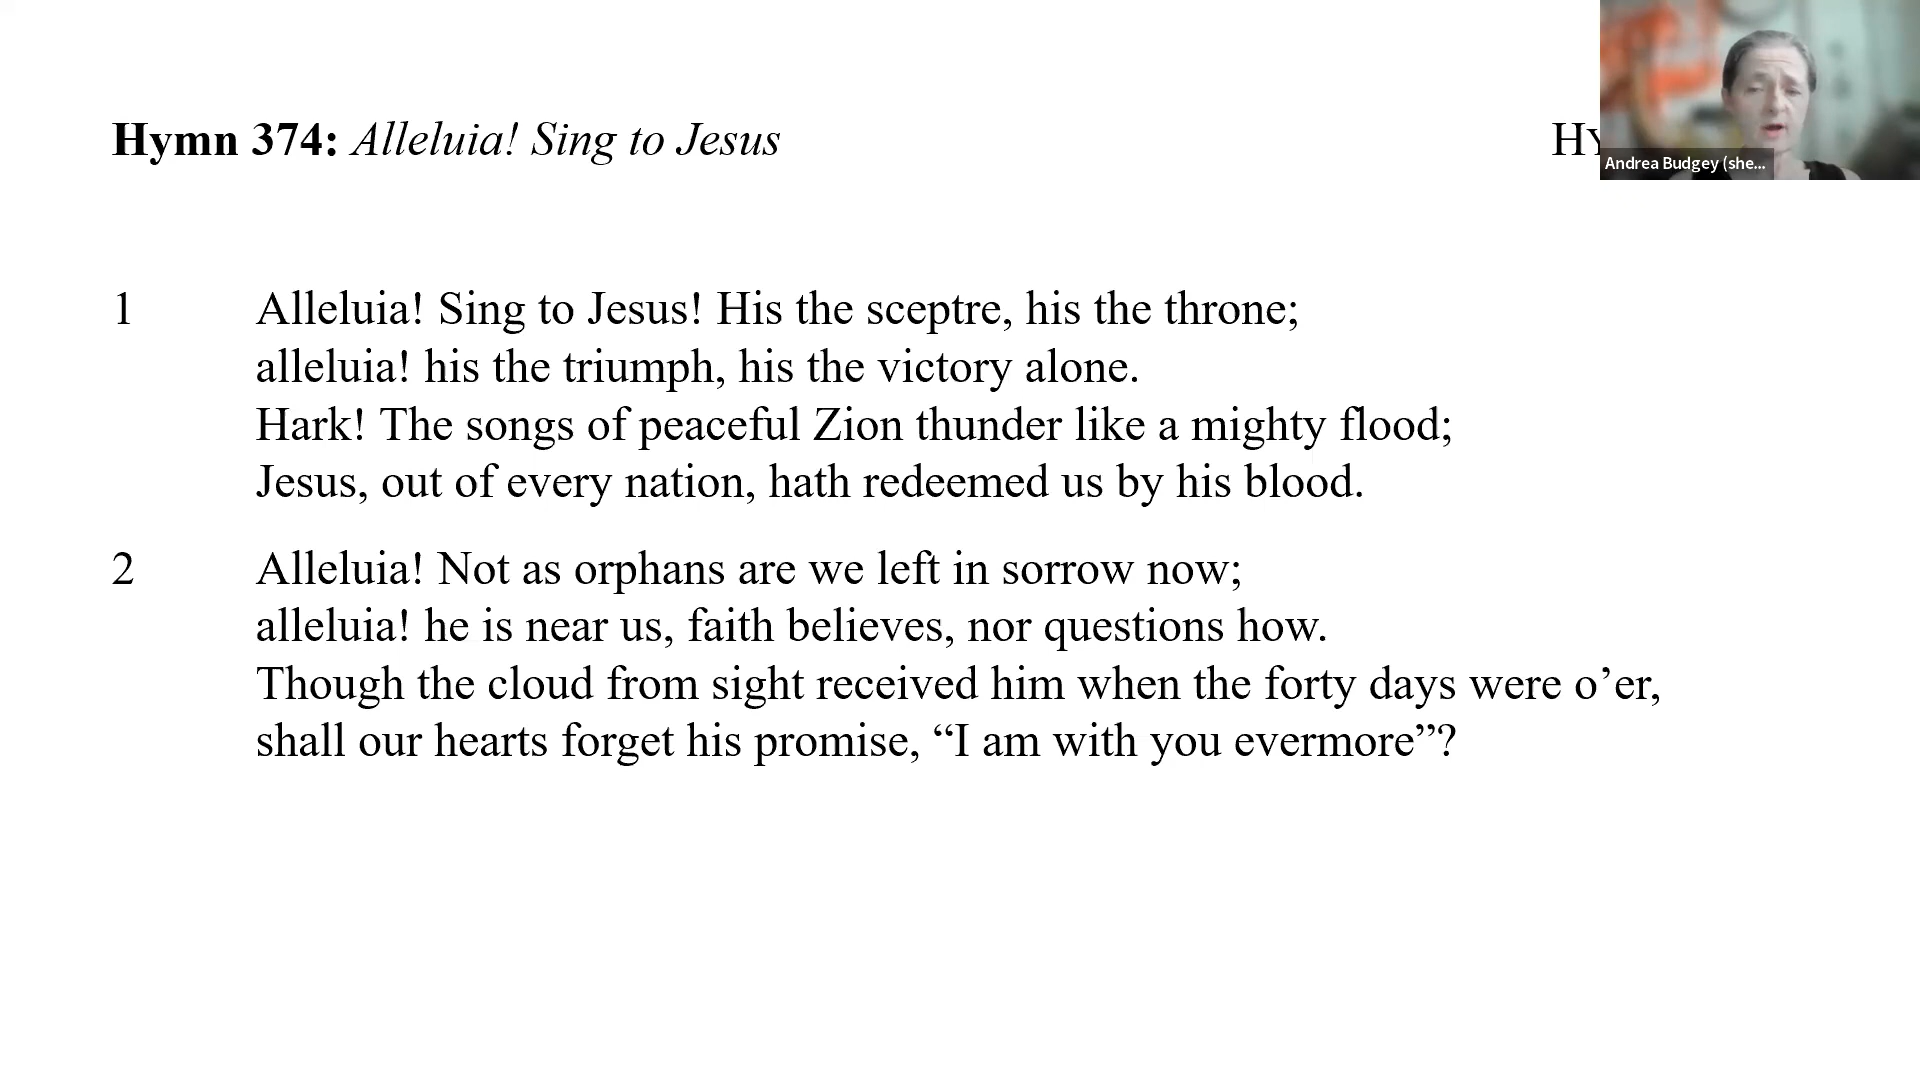 Hymn 374: Alleluia! Sing to Jesus
Andrea Budgey (she...
1 Alleluia! Sing to Jesus! His the sceptre, his the throne;
alleluia! his the triumph, his the victory alone.
Hark! The songs of peaceful Zion thunder like a mighty flood;
Jesus, out of every nation, hath redeemed us by his blood.
2 Alleluia! Not as orphans are we left in sorrow now;
alleluia! he is near us, faith believes, nor questions how.
Though the cloud from sight received him when the forty days were o’er,
shall our hearts forget his promise, “I am with you evermore”?